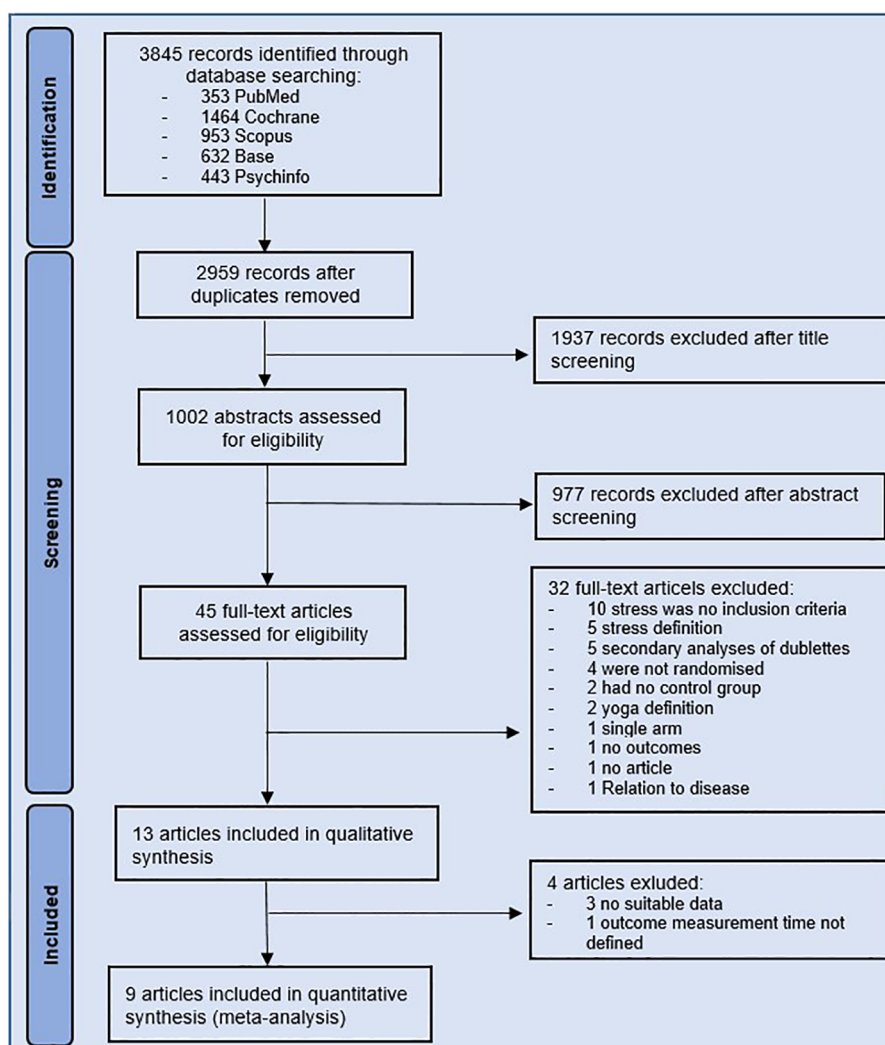 Identification
3845 records identified through
database searching:
- 353 PubMed
- 1464 Cochrane
- 953 Scopus
- 632 Base
- 443 Psychinfo
Screening
2959 records after
duplicates removed
1937 records excluded after title
screening
1002 abstracts assessed
for eligibility
977 records excluded after abstract
screening
45 full-text articles
assessed for eligibility
32 full-text articels excluded:
- 10 stress was no inclusion criteria
- 5 stress definition
- 5 secondary analyses of dublettes
- 4 were not randomised
- 2 had no control group
- 2 yoga definition
- 1 single arm
- 1 no outcomes
- 1 no article
- 1 Relation to disease
Included
13 articles included in qualitative
synthesis
4 articles exluded:
- 3 no suitable data
- 1 outcome measurement time not
defined
9 articles included in quantitative
synthesis (meta-analysis)